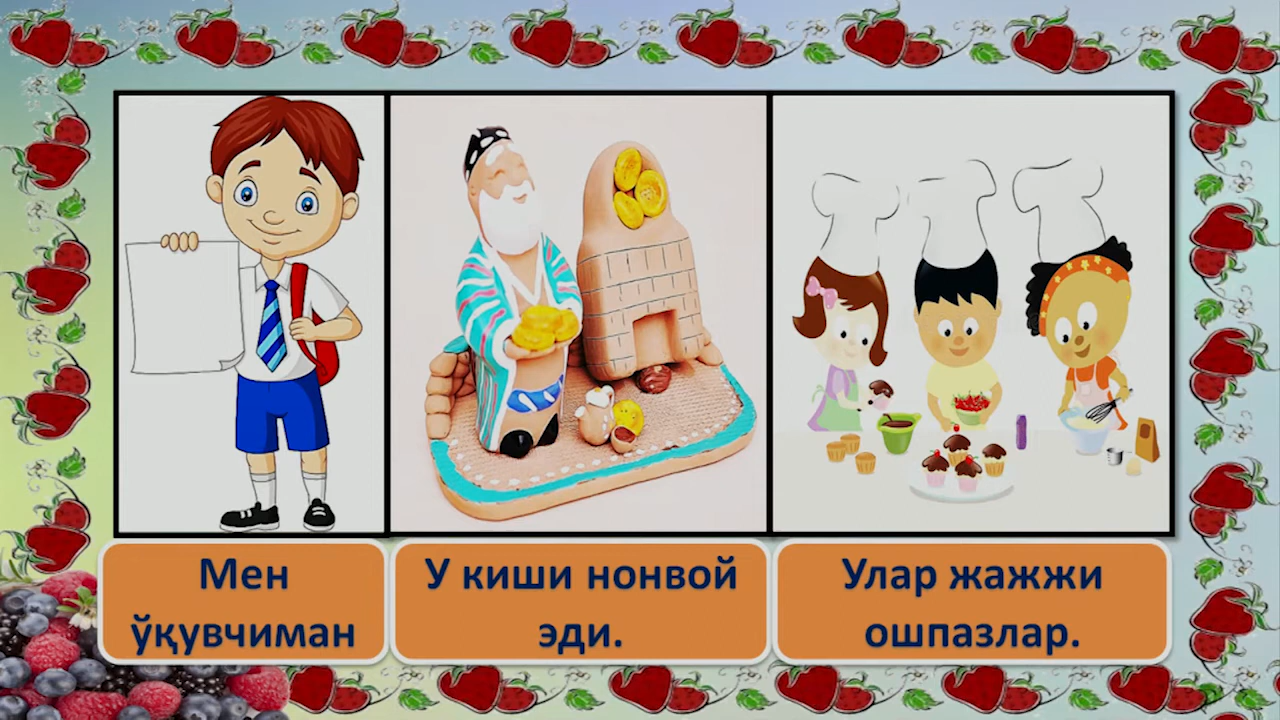 Мен
ўқувчиман
У киши нонвой
эди.
Улар жажжи
ошпазлар.